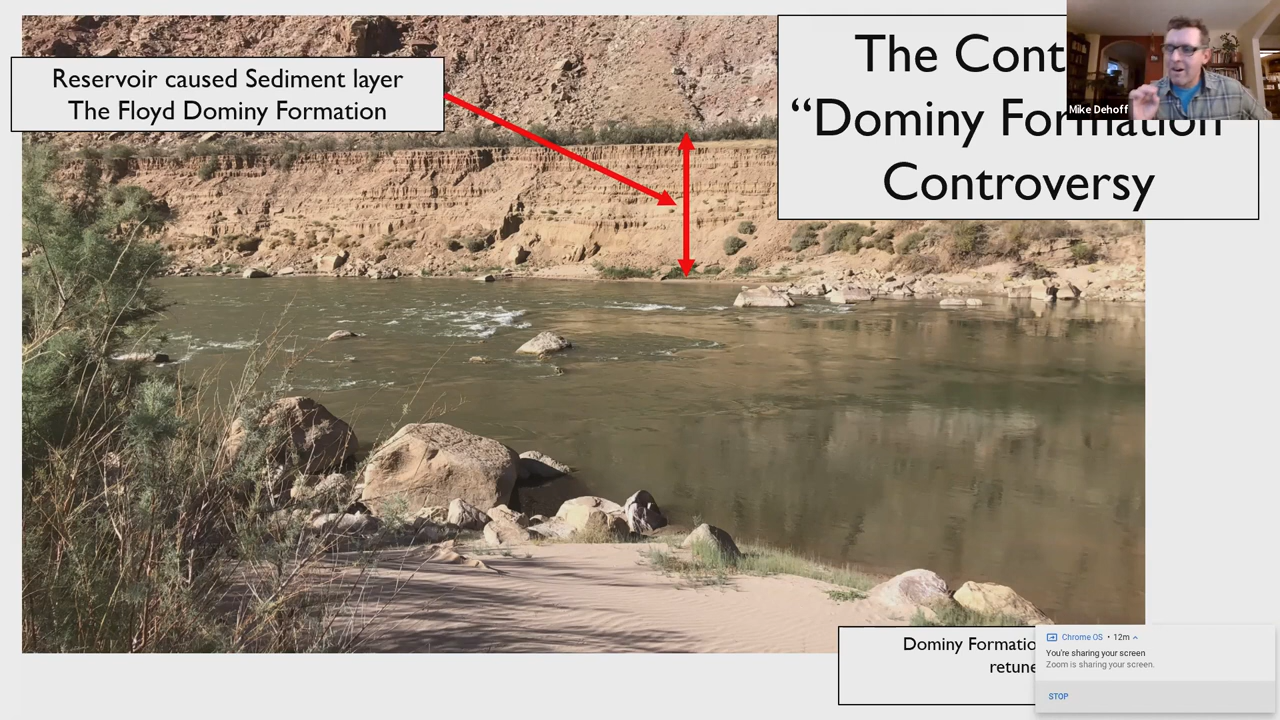 Reservoir caused Sediment layer
The Floyd Dominy Formation
The Cont
“Dominy Formation
Controversy
Mike Dehoff
Dominy Formatio
retune
Chrome OS • 12m
You're sharing your screen
Zoom is sharing your screen.
STOP